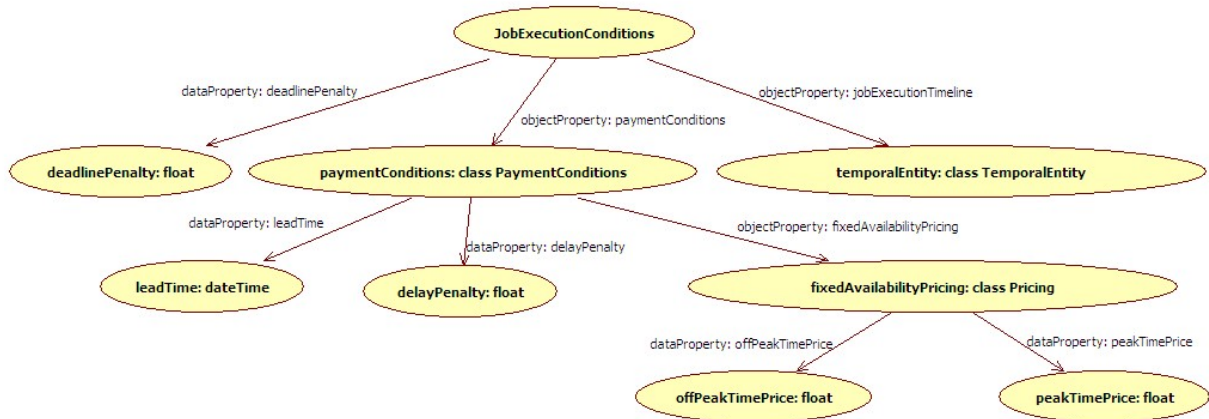 JobExecutionConditions
dataProperty: deadlinePenalty
objectProperty: jobExecutionTimeline
objectProperty: paymentConditions
deadlinePenalty: float
paymentConditions: class PaymentConditions
temporalEntity: class TemporalEntity
dataProperty: leadTime
dataProperty: delayPenalty
objectProperty: fixedAvailabilityPricing
leadTime: dateTime
delayPenalty: float
fixedAvailabilityPricing: class Pricing
dataProperty: offPeakTimePrice
dataProperty: peakTimePrice
offPeakTimePrice: float
peakTimePrice: float